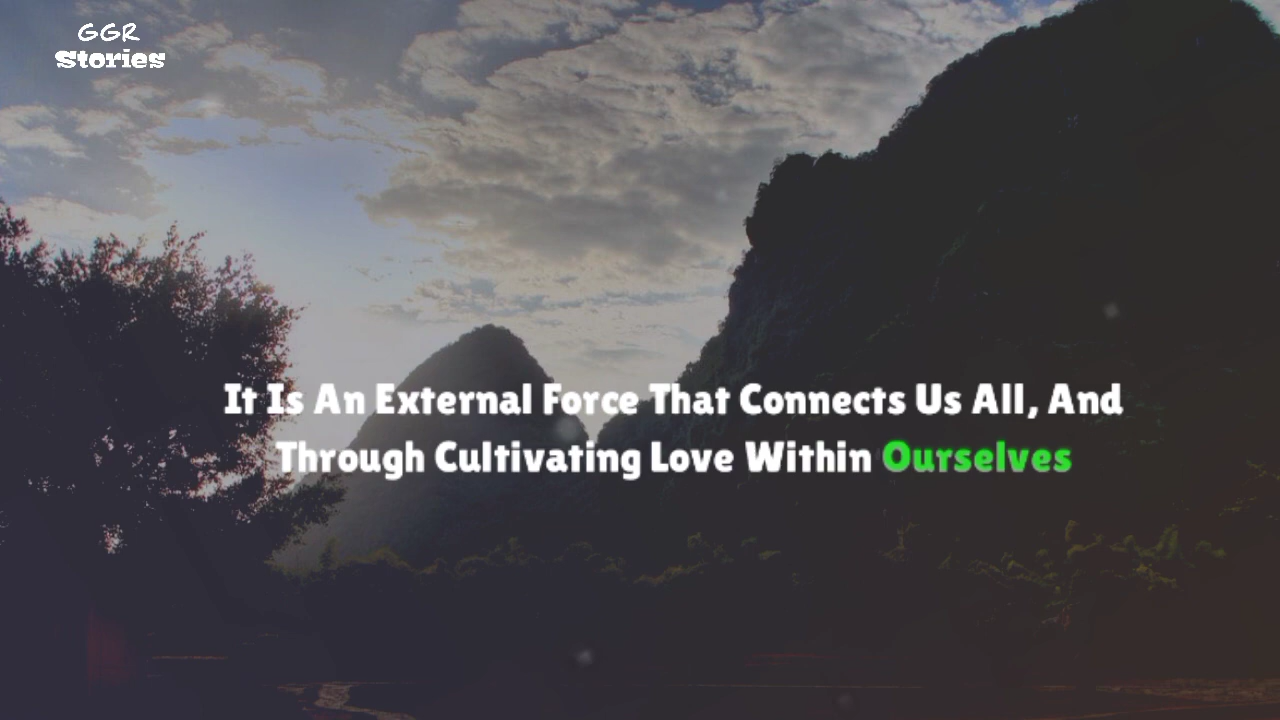 GGR
Stories
It Is An External Force That Connects Us All, And
Through Cultivating Love Within Ourselves